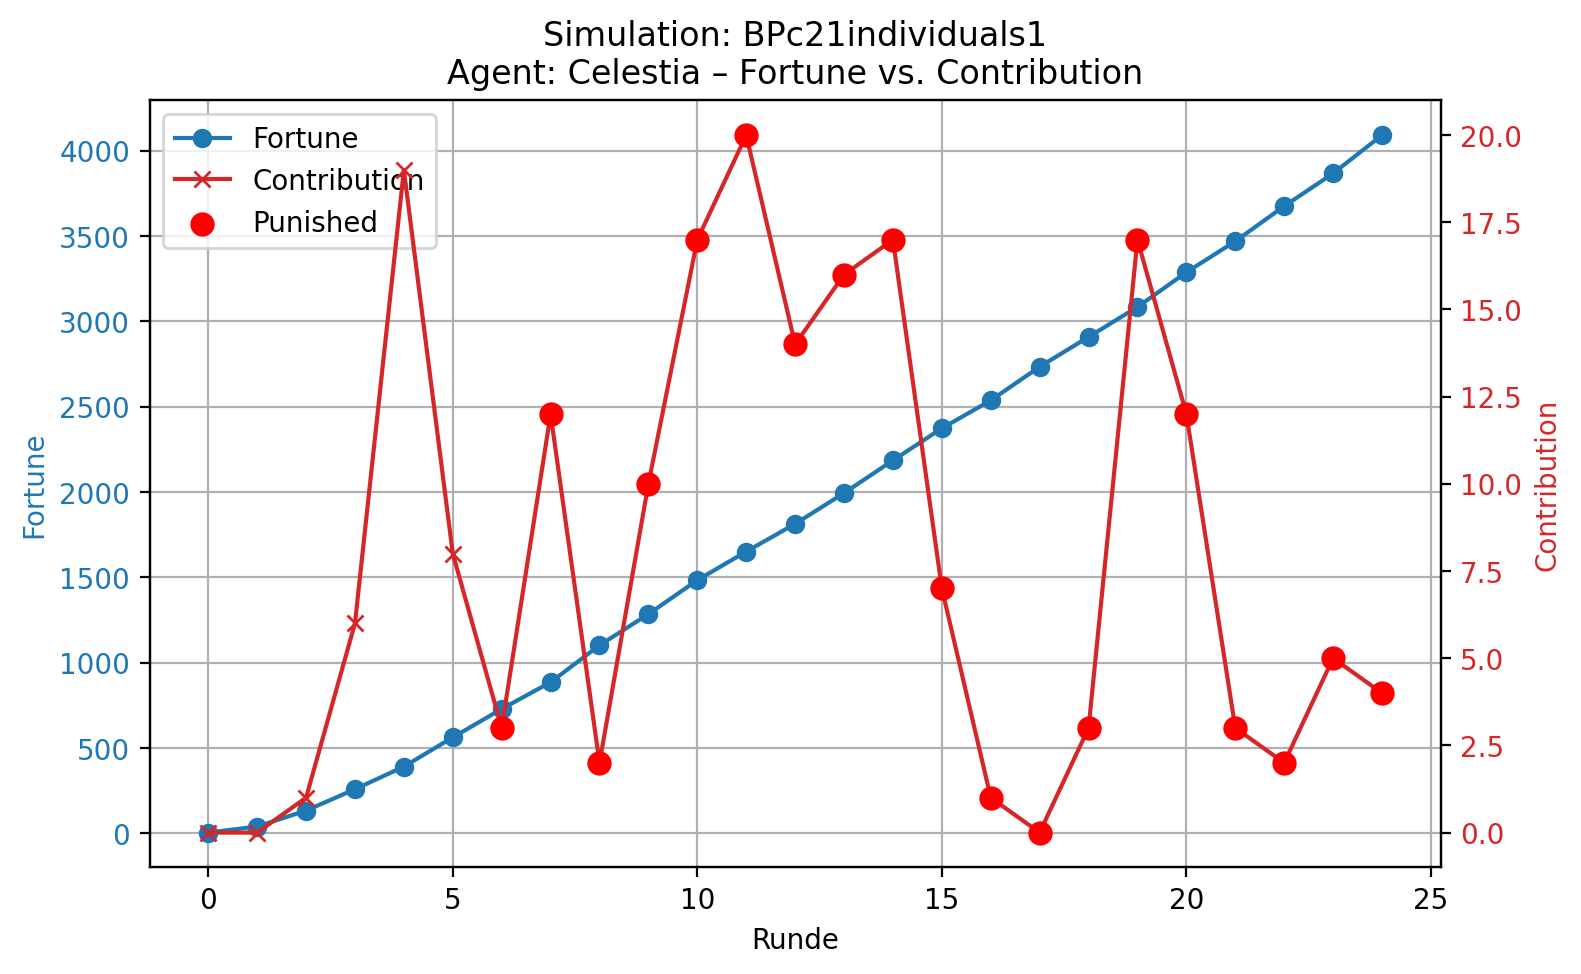 Simulation: BPc21individuals1
Agent: Celestia – Fortune vs. Contribution
Fortune
Contribution
Punished
4000
3500
3000
2500
2000
1500
1000
500
0
Fortune
20.0
17.5
15.0
12.5
10.0
7.5
5.0
2.5
0.0
Contribution
0 5 10 15 20 25
Runde